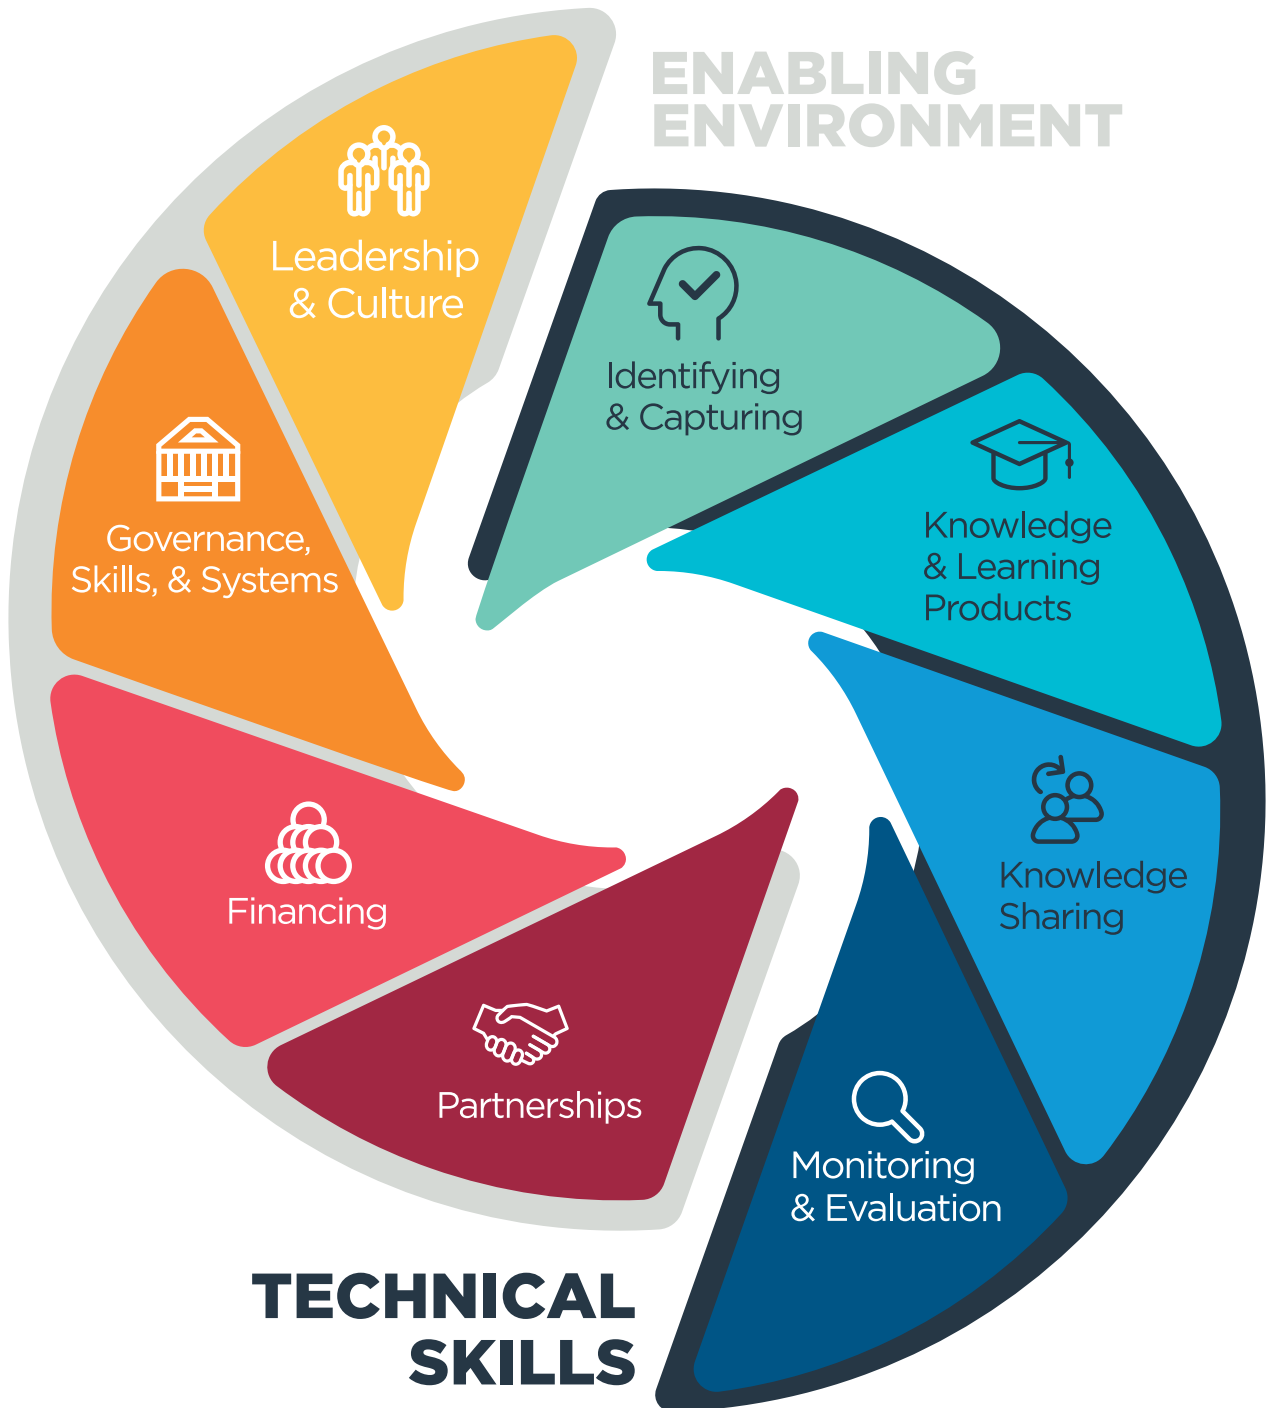 ENABLING
ENVIRONMENT
Leadership
& Culture
Governance,
Skills, & Systems
Financing
Partnerships
Identifying
& Capturing
Knowledge
& Learning
Products
Knowledge
Sharing
Monitoring
& Evaluation
TECHNICAL
SKILLS